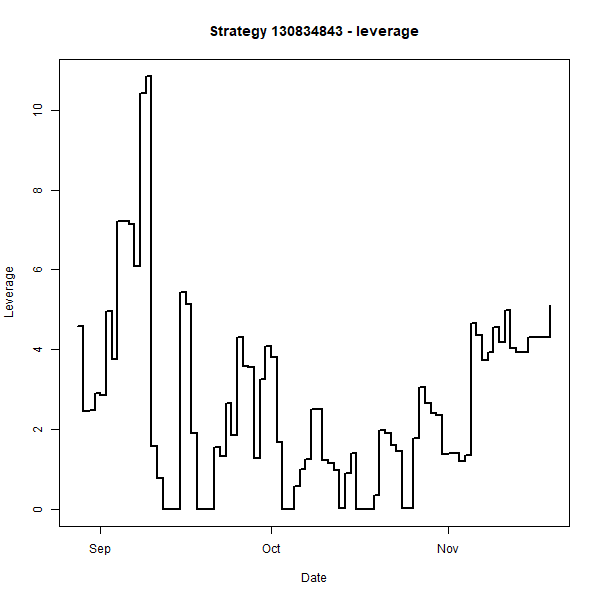 Strategy 130834843 - leverage
10
8
6
4
2
0
Leverage
Sep
Oct
Nov
Date